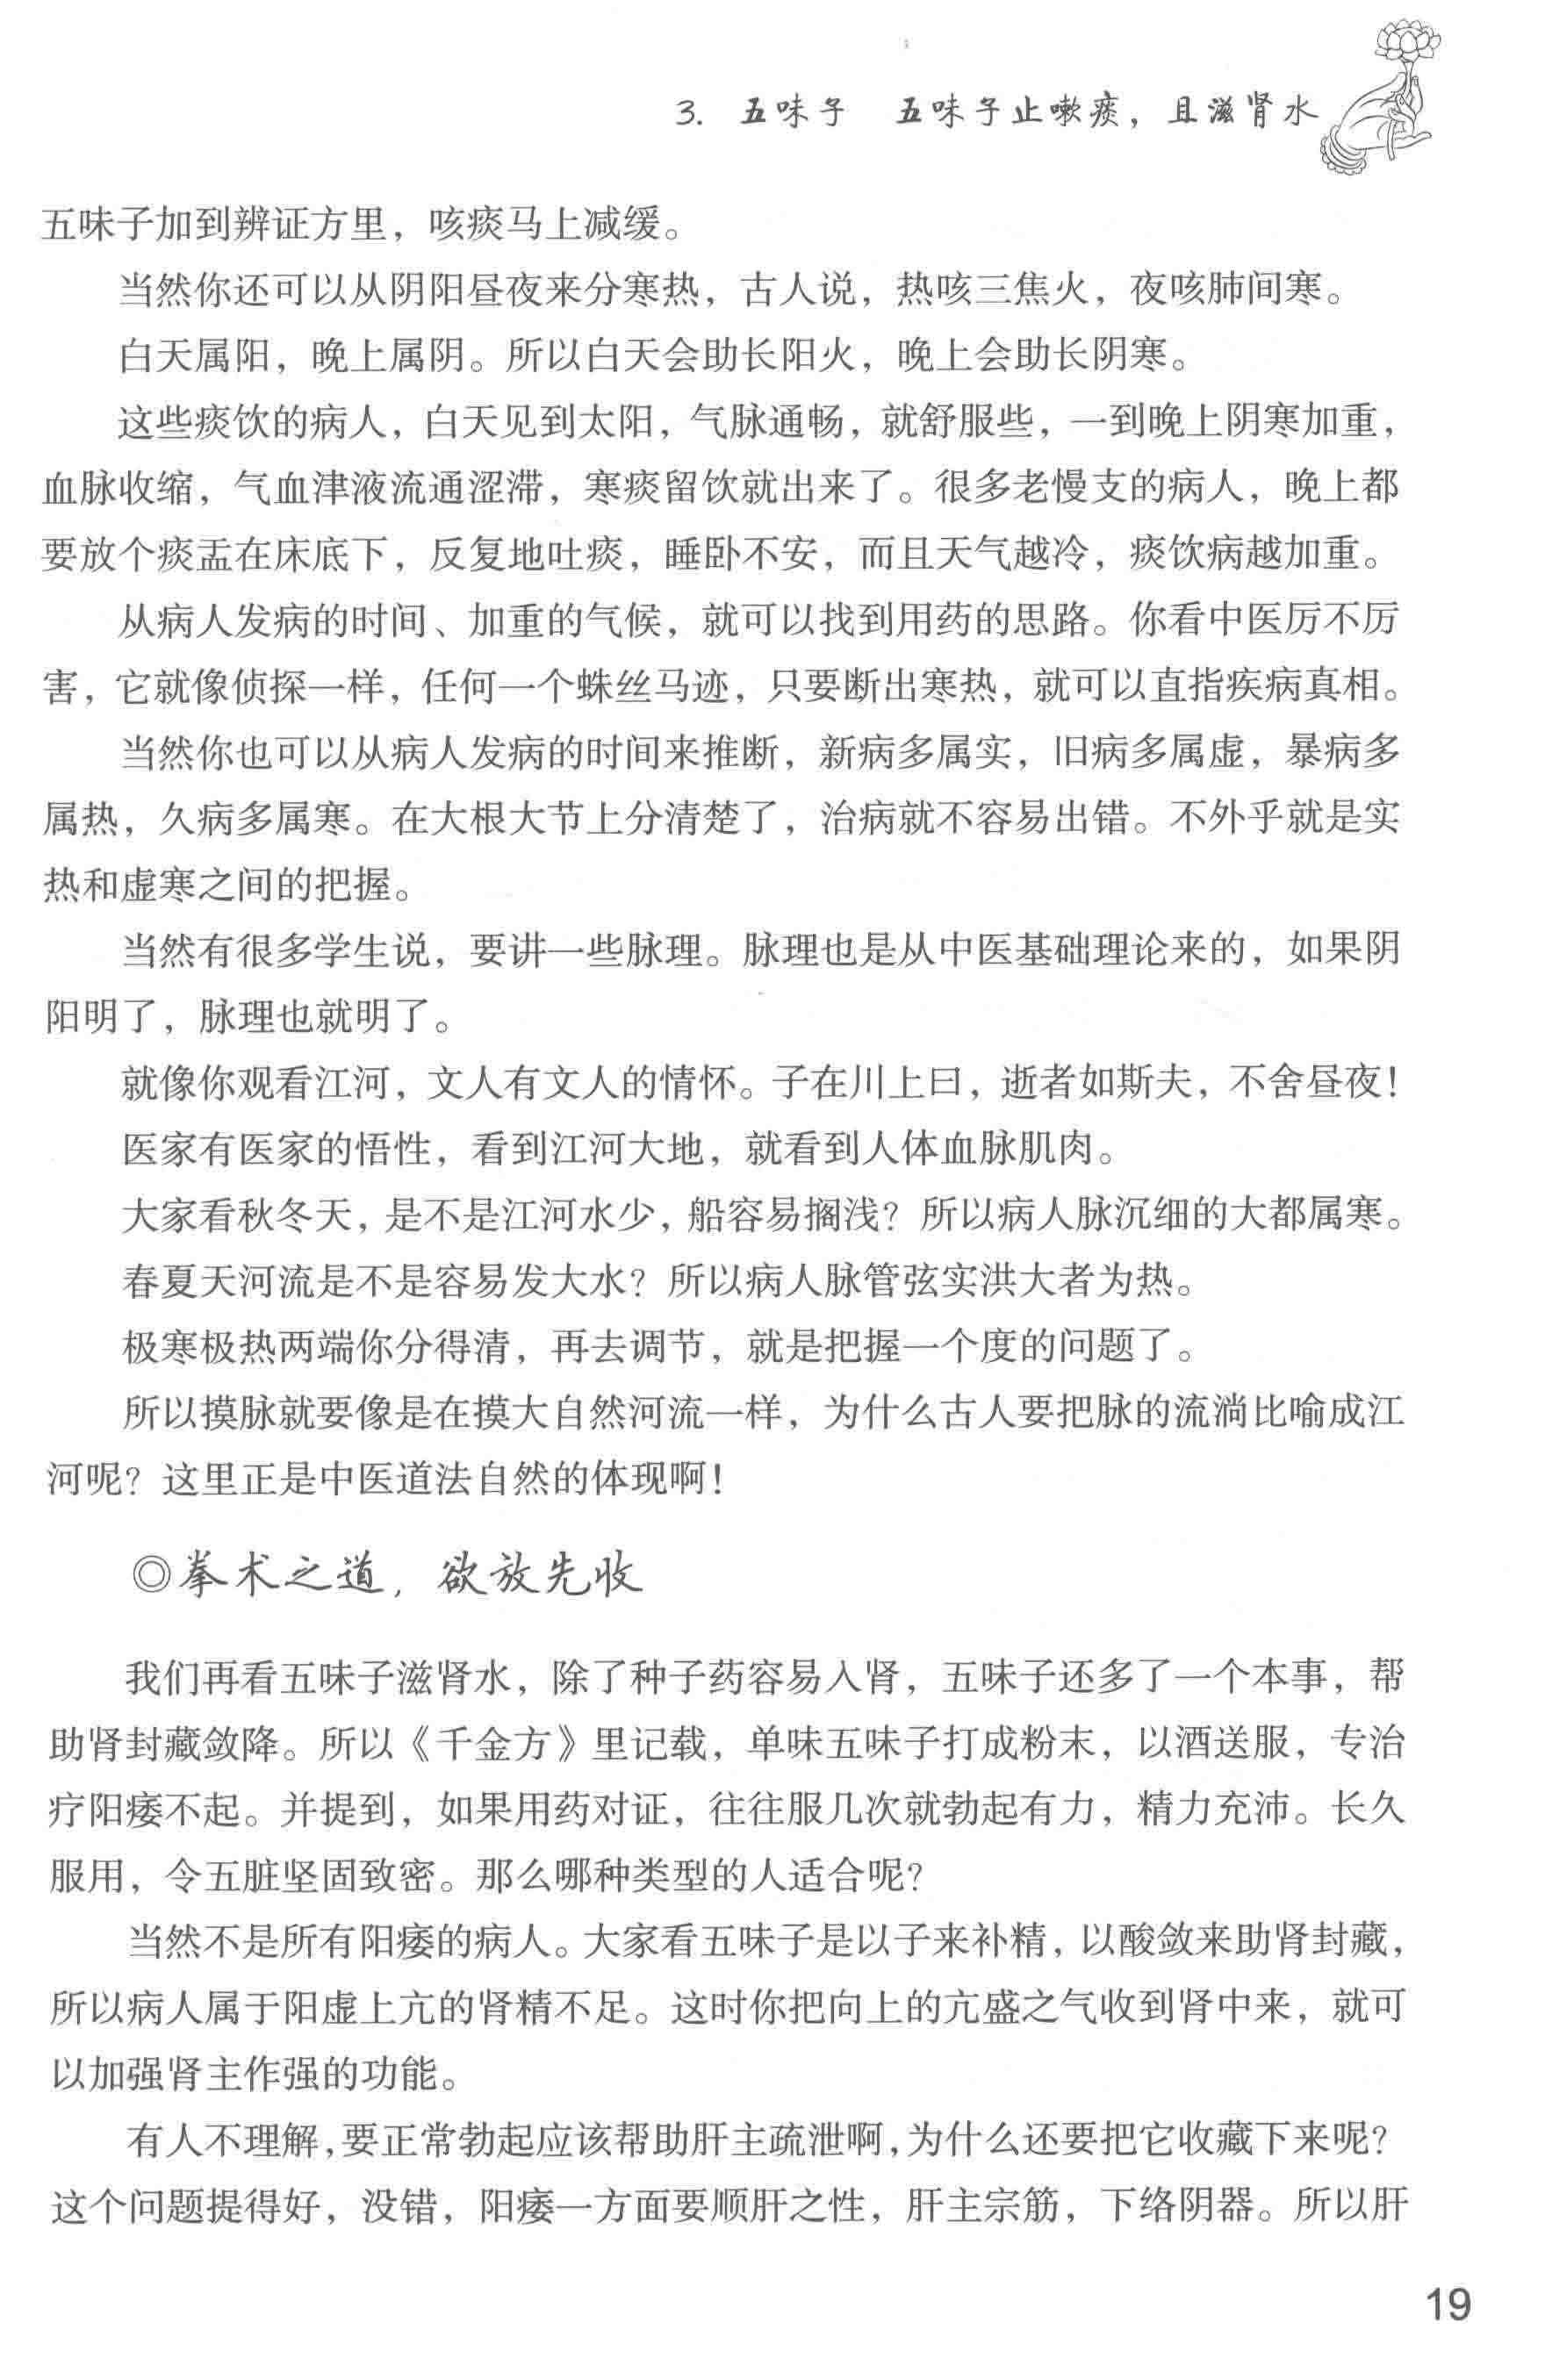 3. 五味子　五味子止嗽痰，且滋肾水
五味子加到辨证方里，咳痰马上减缓。
当然你还可以从阴阳昼夜来分寒热，古人说，热咳三焦火，夜咳肺间寒。
白天属阳，晚上属阴。所以白天会助长阳火，晚上会助长阴寒。
这些痰饮的病人，白天见到太阳，气脉通畅，就舒服些，一到晚上阴寒加重，
血脉收缩，气血津液流通涩滞，寒痰留饮就出来了。很多老慢支的病人，晚上都
要放个痰盂在床底下，反复地吐痰，睡卧不安，而且天气越冷，痰饮病越加重。
从病人发病的时间、加重的气候，就可以找到用药的思路。你看中医厉不厉
害，它就像侦探一样，任何一个蛛丝马迹，只要断出寒热，就可以直指疾病真相。
当然你也可以从病人发病的时间来推断，新病多属实，旧病多属虚，暴病多
属热，久病多属寒。在大根大节上分清楚了，治病就不容易出错。不外乎就是实
热和虚寒之间的把握。
当然有很多学生说，要讲一些脉理。脉理也是从中医基础理论来的，如果阴
阳明了，脉理也就明了。
就像你观看江河，文人有文人的情怀。子在川上曰，逝者如斯夫，不舍昼夜！
医家有医家的悟性，看到江河大地，就看到人体血脉肌肉。
大家看秋冬天，是不是江河水少，船容易搁浅？所以病人脉沉细的大都属寒。
春夏天河流是不是容易发大水？所以病人脉管弦实洪大者为热。
极寒极热两端你分得清，再去调节，就是把握一个度的问题了。
所以摸脉就要像是在摸大自然河流一样，为什么古人要把脉的流淌比喻成江
河呢？这里正是中医道法自然的体现啊！
◎拳术之道，欲放先收
我们再看五味子滋肾水，除了种子药容易入肾，五味子还多了一个本事，帮
助肾封藏敛降。所以《千金方》里记载，单味五味子打成粉末，以酒送服，专治
疗阳痿不起。并提到，如果用药对证，往往服几次就勃起有力，精力充沛。长久
服用，令五脏坚固致密。那么哪种类型的人适合呢？
当然不是所有阳痿的病人。大家看五味子是以子来补精，以酸敛来助肾封藏，
所以病人属于阳虚上亢的肾精不足。这时你把向上的亢盛之气收到肾中来，就可
以加强肾主作强的功能。
有人不理解，要正常勃起应该帮助肝主疏泄啊，为什么还要把它收藏下来呢？
这个问题提得好，没错，阳痿一方面要顺肝之性，肝主宗筋，下络阴器。所以肝
19